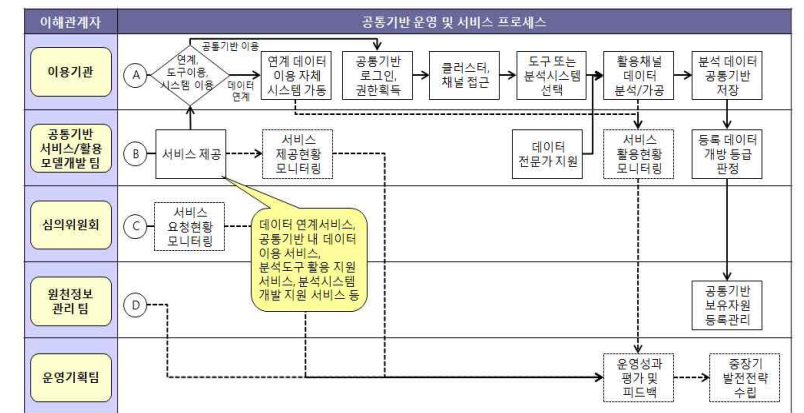 이해관계자
공통기반 운영 및 서비스 프로세스
이용기관
A
연계,
도구이용,
시스템 이용
공통기반 이용
데이터
연계
연계 데이터
이용 자체
시스템 가동
공통기반
로그인,
권한획득
클러스터,
채널 접근
도구 또는
분석시스템
선택
활용채널
데이터
분석/가공
분석 데이터
공통기반
저장
공통기반
서비스/활용
모델개발 팀
B
서비스 제공
서비스
제공현황
모니터링
데이터
전문가 지원
서비스
활용현황
모니터링
등록 데이터
개방 등급
판정
심의위원회
C
서비스
요청현황
모니터링
데이터 연계서비스,
공통기반 내 데이터
이용 서비스,
분석도구 활용 지원
서비스, 분석시스템
개발 지원 서비스 등
원천정보
관리 팀
D
공통기반
보유자원
등록관리
운영기획팀
운영성과
평가 및
피드백
중장기
발전전략
수립